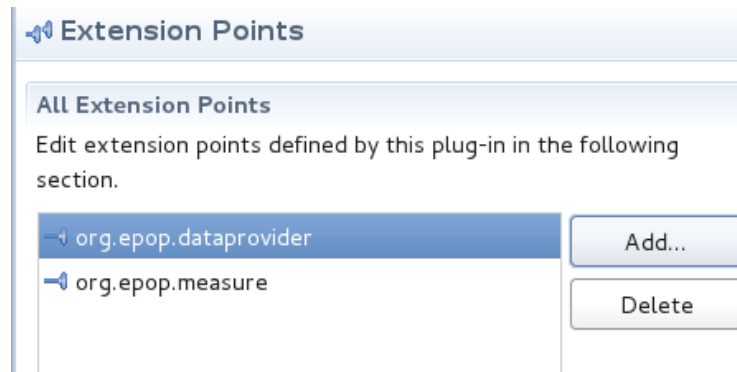 Extension Points
All Extension Points
Edit extension points defined by this plug-in in the following
section.
org.epop.dataprovider
Add...
org.epop.measure
Delete